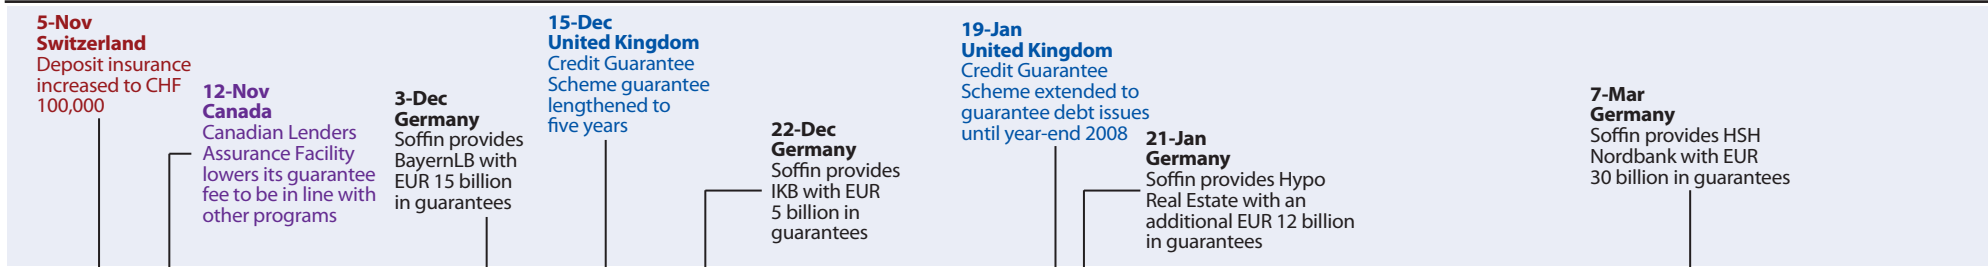 5-Nov
Switzerland
Deposit insurance
increased to CHF
100,000
12-Nov
Canada
Canadian Lenders
Assurance Facility
lowers its guarantee
fee to be in line with
other programs
3-Dec
Germany
Soffin provides
BayernLB with
EUR 15 billion
in guarantees
15-Dec
United Kingdom
Credit Guarantee
Scheme guarantee
lengthened to
five years
22-Dec
Germany
Soffin provides
IKB with EUR
5 billion in
guarantees
19-Jan
United Kingdom
Credit Guarantee
Scheme extended to
guarantee debt issues
until year-end 2008
21-Jan
Germany
Soffin provides Hypo
Real Estate with an
additional EUR 12 billion
in guarantees
7-Mar
Germany
Soffin provides HSH
Nordbank with EUR
30 billion in guarantees